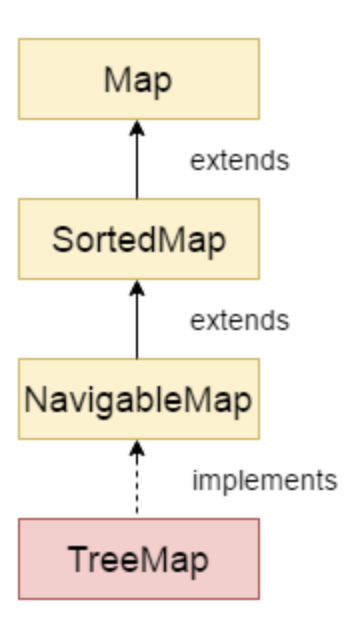 Map
extends
SortedMap
extends
NavigableMap
implements
TreeMap